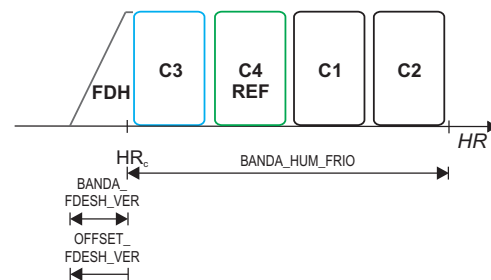 C3
C4
REF
C1
C2
FDH
HR
HRc
BANDA_HUM_FRIO
BANDA_
FDESH_VER
OFFSET_
FDESH_VER